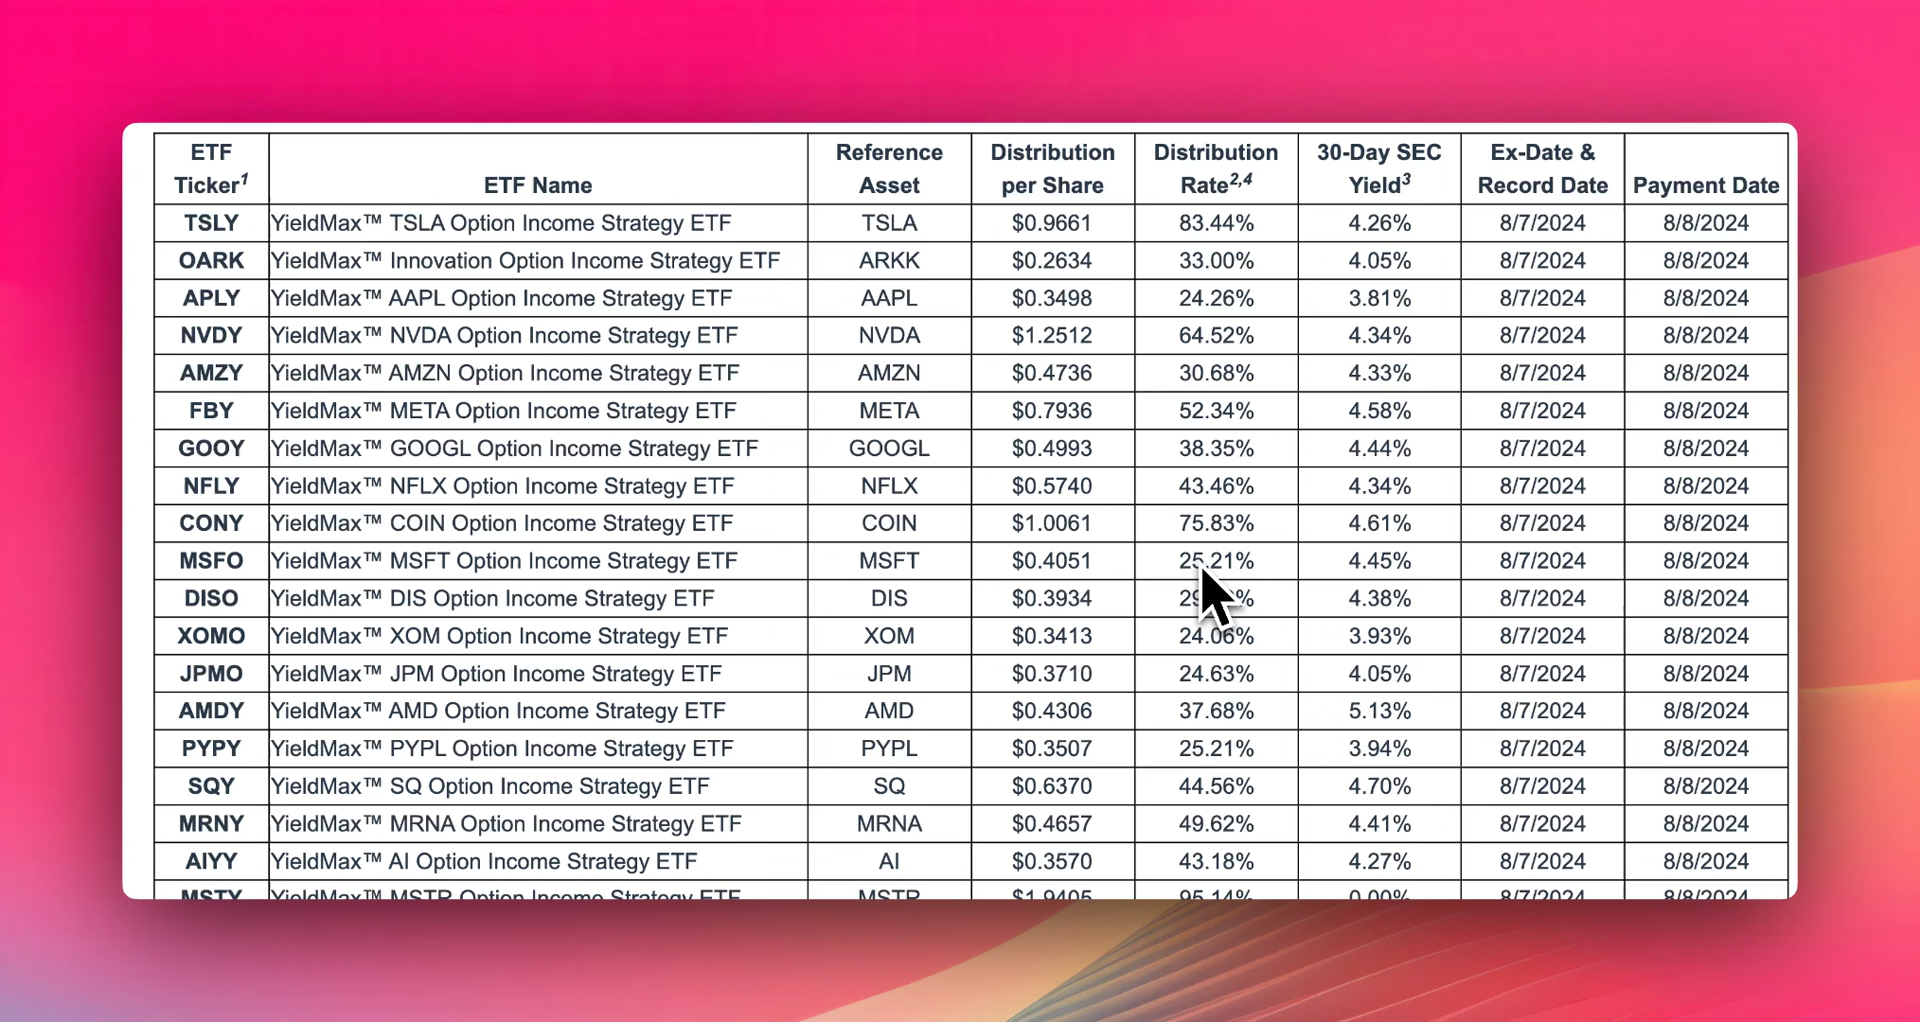 ETF Ticker1 ETF Name Reference Asset Distribution per Share Distribution Rate2,4 30-Day SEC Yield3 Ex-Date & Record Date Payment Date
TSLY YieldMax™ TSLA Option Income Strategy ETF TSLA $0.9661 83.44% 4.26% 8/7/2024 8/8/2024
OARK YieldMax™ Innovation Option Income Strategy ETF ARKK $0.2634 33.00% 4.05% 8/7/2024 8/8/2024
APLY YieldMax™ AAPL Option Income Strategy ETF AAPL $0.3498 24.26% 3.81% 8/7/2024 8/8/2024
NVDY YieldMax™ NVDA Option Income Strategy ETF NVDA $1.2512 64.52% 4.34% 8/7/2024 8/8/2024
AMZY YieldMax™ AMZN Option Income Strategy ETF AMZN $0.4736 30.68% 4.33% 8/7/2024 8/8/2024
FBY YieldMax™ META Option Income Strategy ETF META $0.7936 52.34% 4.58% 8/7/2024 8/8/2024
GOOY YieldMax™ GOOGL Option Income Strategy ETF GOOGL $0.4993 38.35% 4.44% 8/7/2024 8/8/2024
NFLY YieldMax™ NFLX Option Income Strategy ETF NFLX $0.5740 43.46% 4.34% 8/7/2024 8/8/2024
CONY YieldMax™ COIN Option Income Strategy ETF COIN $1.0061 75.83% 4.61% 8/7/2024 8/8/2024
MSFO YieldMax™ MSFT Option Income Strategy ETF MSFT $0.4051 25.21% 4.45% 8/7/2024 8/8/2024
DISO YieldMax™ DIS Option Income Strategy ETF DIS $0.3934 4.38% 8/7/2024 8/8/2024
XOMO YieldMax™ XOM Option Income Strategy ETF XOM $0.3413 24.06% 3.93% 8/7/2024 8/8/2024
JPMO YieldMax™ JPM Option Income Strategy ETF JPM $0.3710 24.63% 4.05% 8/7/2024 8/8/2024
AMDY YieldMax™ AMD Option Income Strategy ETF AMD $0.4306 37.68% 5.13% 8/7/2024 8/8/2024
PYPY YieldMax™ PYPL Option Income Strategy ETF PYPL $0.3507 25.21% 3.94% 8/7/2024 8/8/2024
SQY YieldMax™ SQ Option Income Strategy ETF SQ $0.6370 44.56% 4.70% 8/7/2024 8/8/2024
MRNY YieldMax™ MRNA Option Income Strategy ETF MRNA $0.4657 49.62% 4.41% 8/7/2024 8/8/2024
AIYY YieldMax™ AI Option Income Strategy ETF AI $0.3570 43.18% 4.27% 8/7/2024 8/8/2024
MSTY YieldMax™ MSTR Option Income Strategy ETF MSTR $1.9405 95.14% 0.00% 8/7/2024 8/8/2024